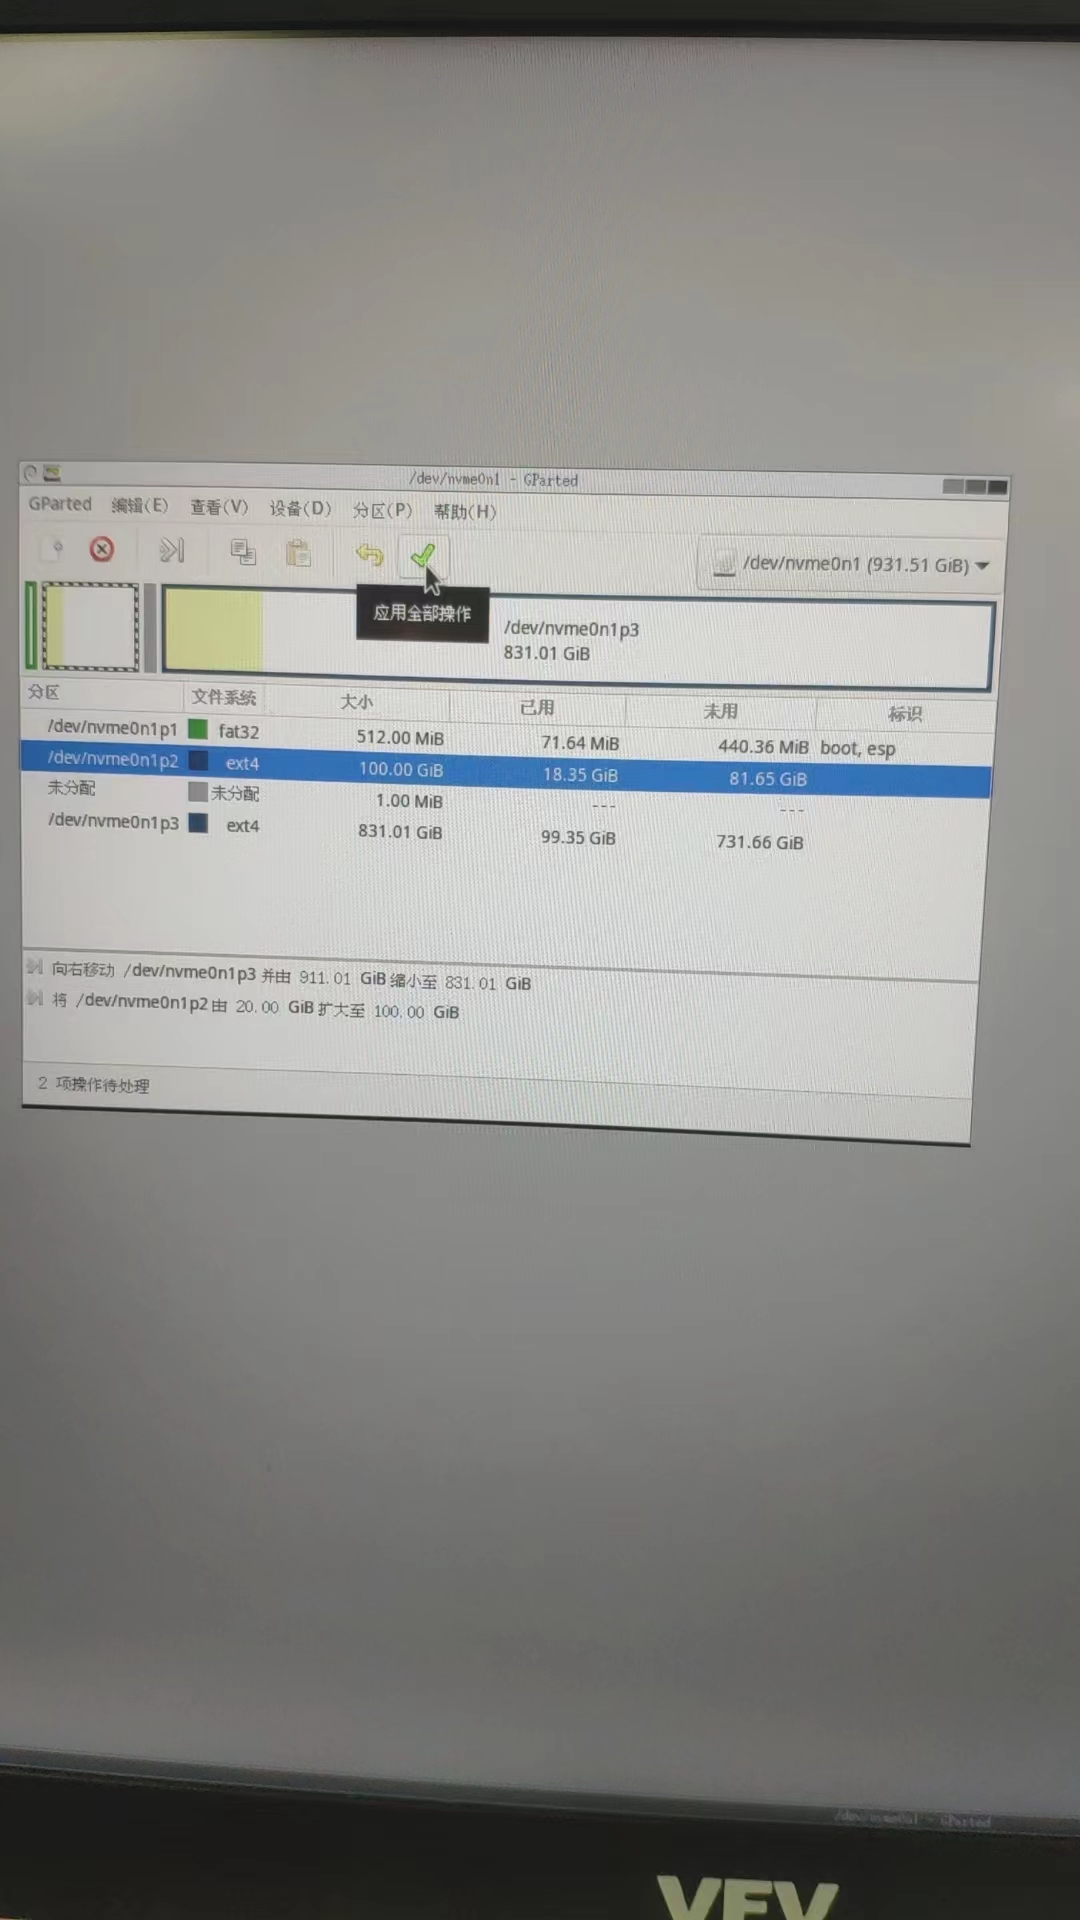 /dev/nvme0n1 - GParted
GParted 编辑(E) 查看(V) 设备(D) 分区(P) 帮助(H)
/dev/nvme0n1 (931.51 GiB)
应用全部操作
/dev/nvme0n1p3
831.01 GiB
分区 文件系统 大小 已用 未用 标识
/dev/nvme0n1p1 fat32 512.00 MiB 71.64 MiB 440.36 MiB boot, esp
/dev/nvme0n1p2 ext4 100.00 GiB 18.35 GiB 81.65 GiB
未分配 未分配 1.00 MiB --- ---
/dev/nvme0n1p3 ext4 831.01 GiB 99.35 GiB 731.66 GiB
向右移动 /dev/nvme0n1p3 并由 911.01 GiB 缩小至 831.01 GiB
将 /dev/nvme0n1p2 由 20.00 GiB 扩大至 100.00 GiB
2 项操作待处理
/dev/nvme0n1 - GParted